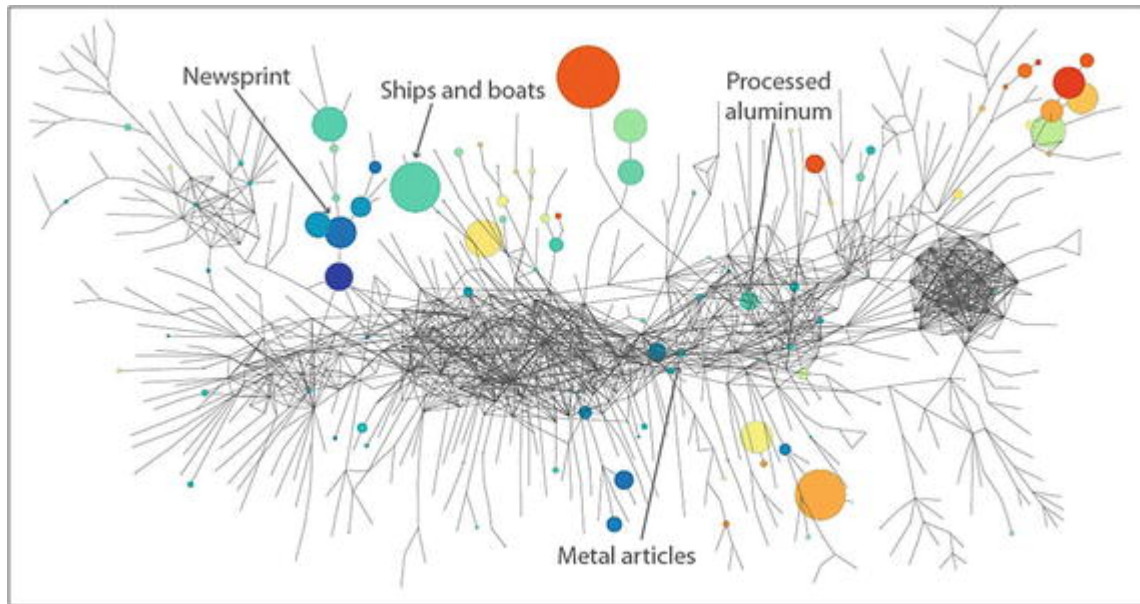 Newsprint
Ships and boats
Processed
aluminum
Metal articles